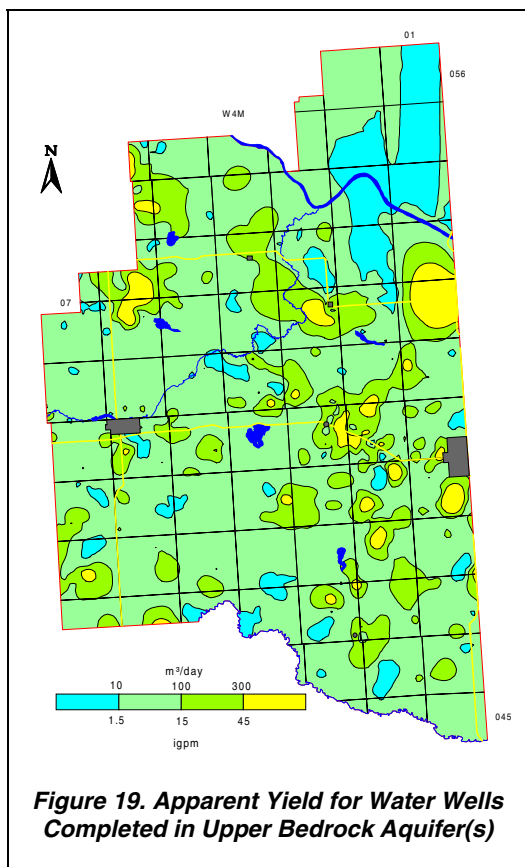 01
056
W4M
N
07
m³/day
10 100 300
1.5 15 45
igpm
045
Figure 19. Apparent Yield for Water Wells
Completed in Upper Bedrock Aquifer(s)